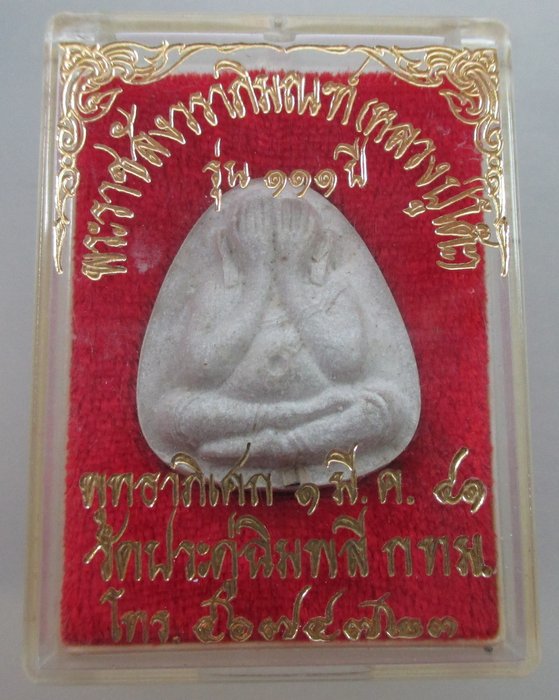 พระราชสังวราภิมณฑ์ (หลวงปู่โต๊ะ)
รุ่น ๑๑๑ ปี
พุทธาภิเศก ๑ มี.ค. ๔๑
วัดประดู่ฉิมพลี กทม.
โทร.